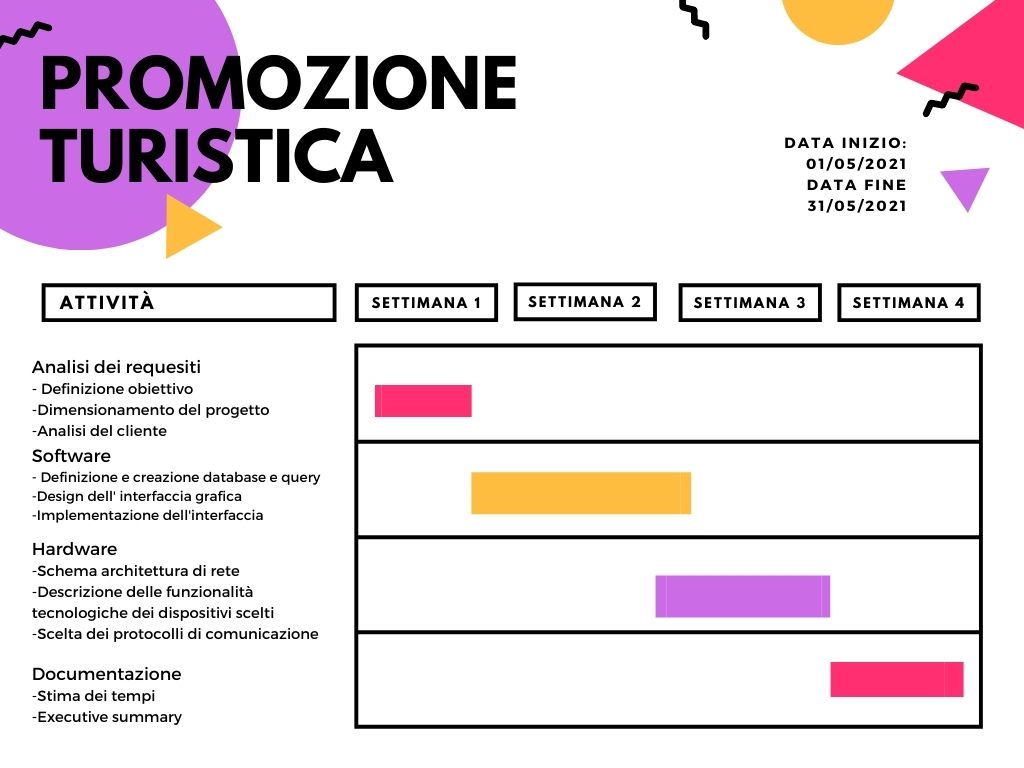 PROMOZIONE
TURISTICA
DATA INIZIO:
01/05/2021
DATA FINE
31/05/2021
ATTIVITÀ
SETTIMANA 1
SETTIMANA 2
SETTIMANA 3
SETTIMANA 4
Analisi dei requesiti
- Definizione obiettivo
-Dimensionamento del progetto
-Analisi del cliente
Software
- Definizione e creazione database e query
-Design dell' interfaccia grafica
-Implementazione dell'interfaccia
Hardware
-Schema architettura di rete
-Descrizione delle funzionalità
tecnologiche dei dispositivi scelti
-Scelta dei protocolli di comunicazione
Documentazione
-Stima dei tempi
-Executive summary